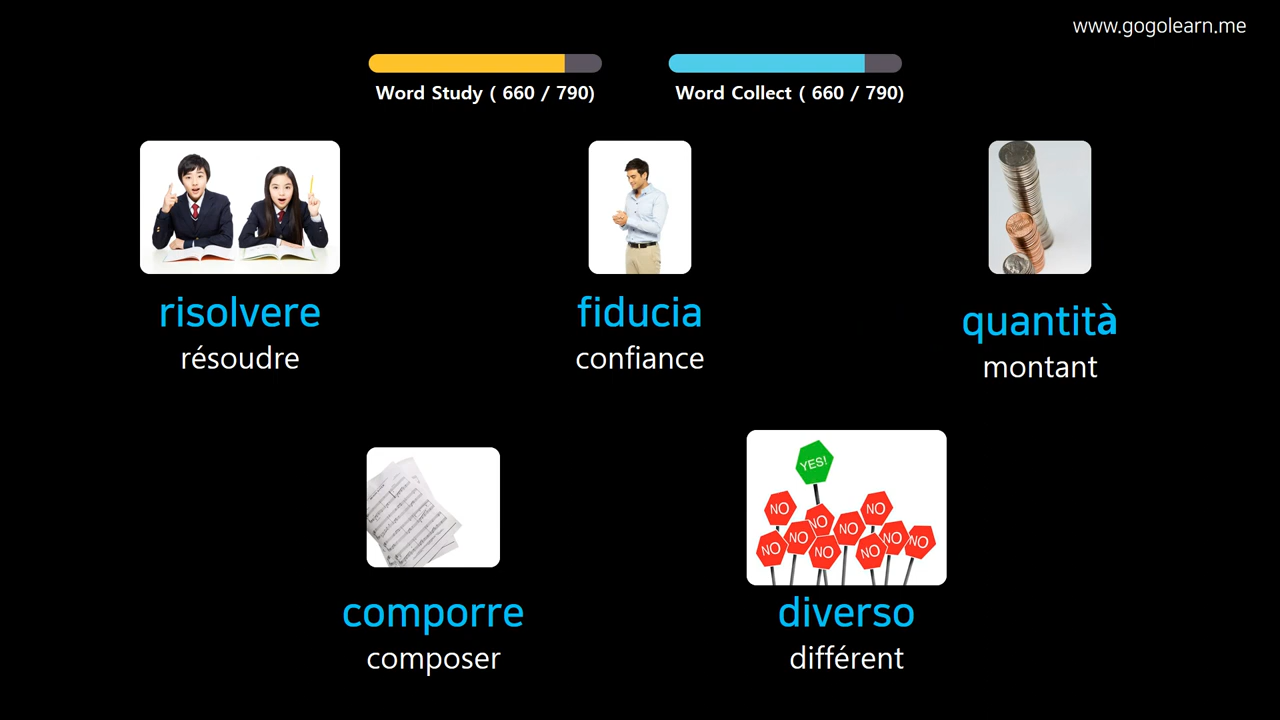 www.gogolearn.me
Word Study ( 660 / 790)
Word Collect ( 660 / 790)
risolvere
résoudre
fiducia
confiance
quantità
montant
YES!
NO
NO
NO
NO
NO
NO
NO
NO
NO
NO
comporre
composer
diverso
différent